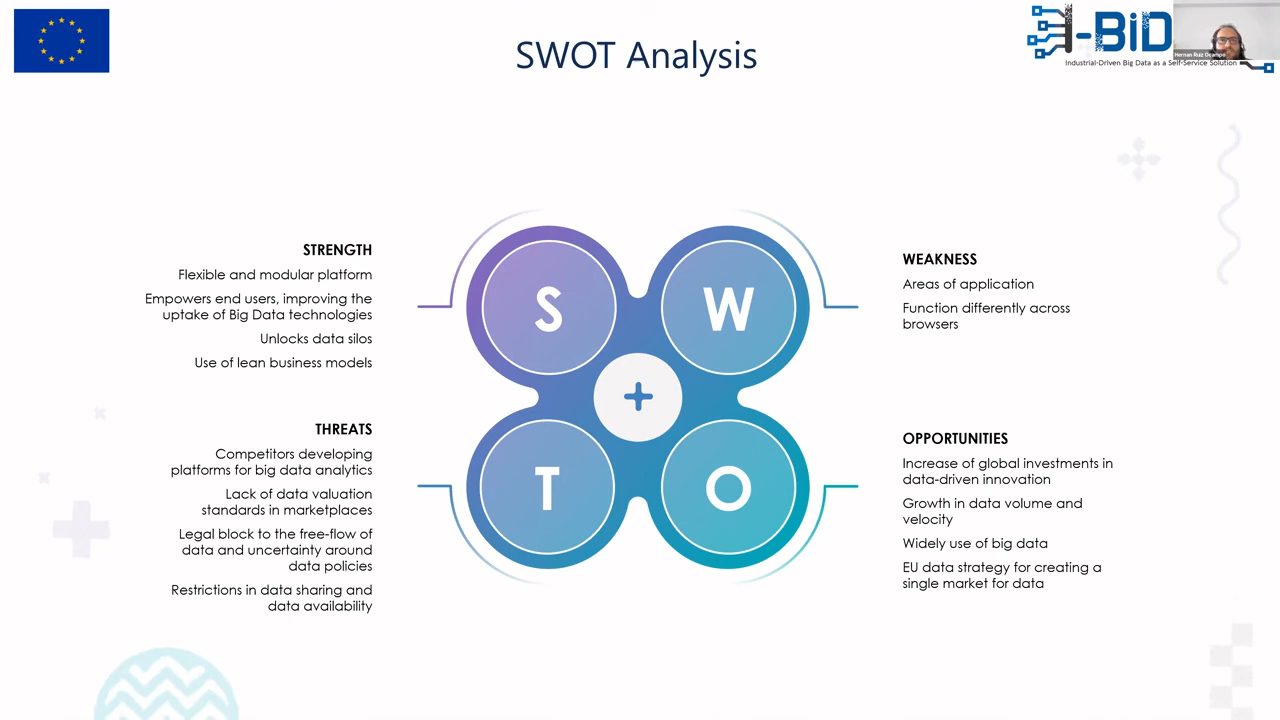 SWOT Analysis
I-BiD
Industrial-Driven Big Data as a Self-Service Solution
Hernan Ruiz Ocampo
STRENGTH
Flexible and modular platform
Empowers end users, improving the
uptake of Big Data technologies
Unlocks data silos
Use of lean business models
S
W
WEAKNESS
Areas of application
Function differently across
browsers
THREATS
Competitors developing
platforms for big data analytics
Lack of data valuation
standards in marketplaces
Legal block to the free-flow of
data and uncertainty around
data policies
Restrictions in data sharing and
data availability
T
O
OPPORTUNITIES
Increase of global investments in
data-driven innovation
Growth in data volume and
velocity
Widely use of big data
EU data strategy for creating a
single market for data